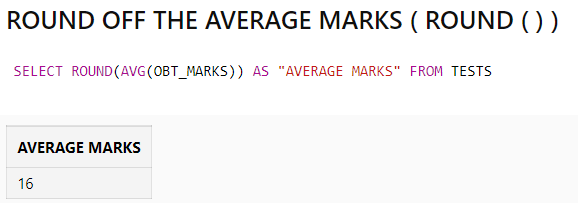 ROUND OFF THE AVERAGE MARKS ( ROUND ( ) )
SELECT ROUND(AVG(OBT_MARKS)) AS "AVERAGE MARKS" FROM TESTS
AVERAGE MARKS
16